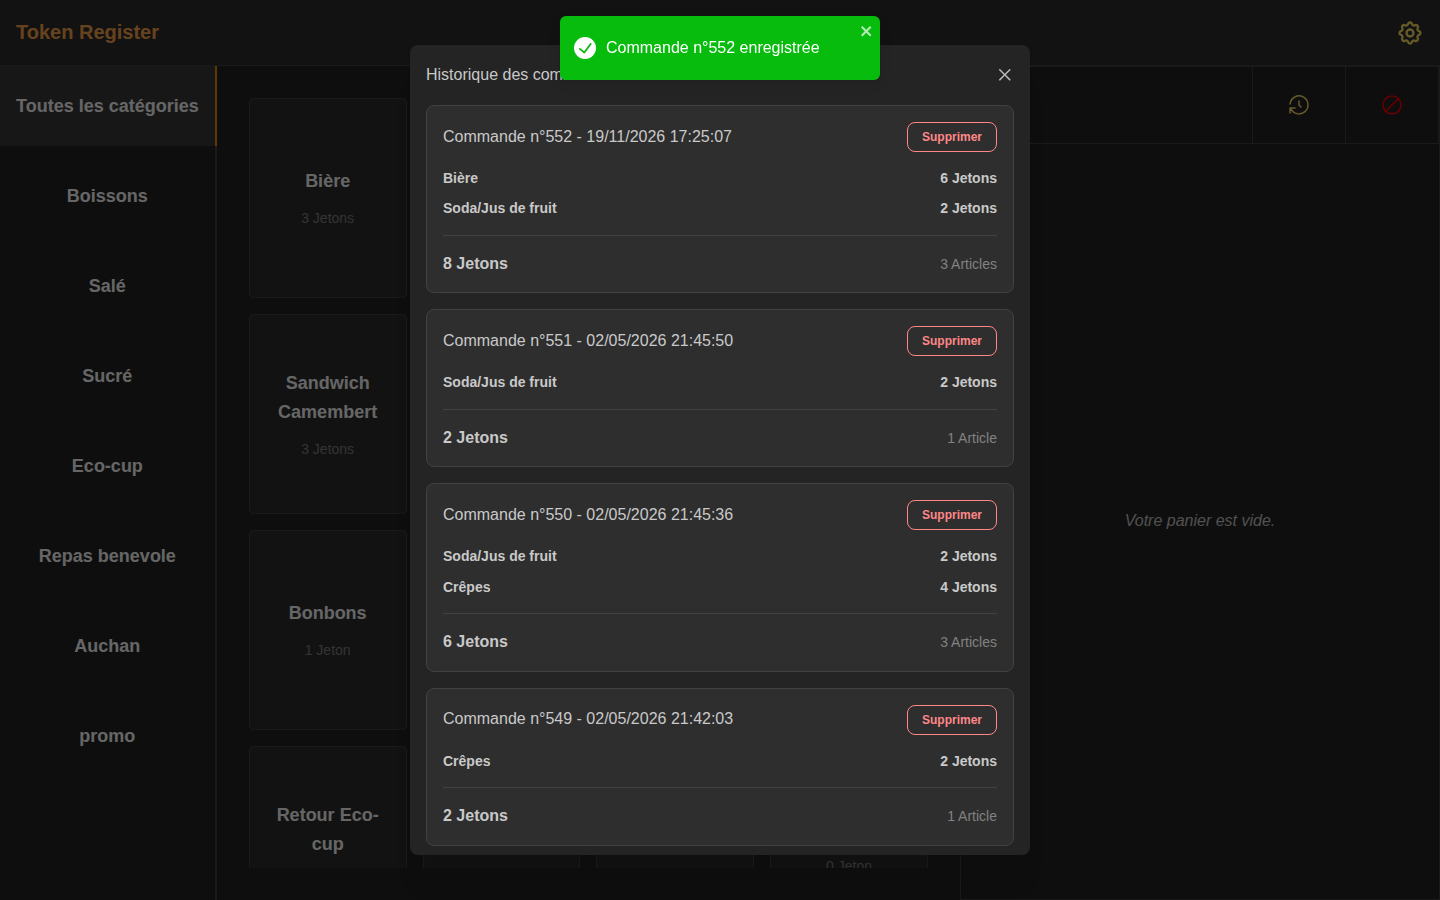 Token Register
Commande n°552 enregistrée
Historique des com
Toutes les catégories
Boissons
Salé
Sucré
Eco-cup
Repas benevole
Auchan
promo
Bière
3 Jetons
Sandwich
Camembert
3 Jetons
Bonbons
1 Jeton
Retour Eco-
cup
Commande n°552 - 19/11/2026 17:25:07
Supprimer
Bière
6 Jetons
Soda/Jus de fruit
2 Jetons
8 Jetons
3 Articles
Commande n°551 - 02/05/2026 21:45:50
Supprimer
Soda/Jus de fruit
2 Jetons
2 Jetons
1 Article
Commande n°550 - 02/05/2026 21:45:36
Supprimer
Soda/Jus de fruit
2 Jetons
Crêpes
4 Jetons
6 Jetons
3 Articles
Commande n°549 - 02/05/2026 21:42:03
Supprimer
Crêpes
2 Jetons
2 Jetons
1 Article
0 Jeton
Votre panier est vide.